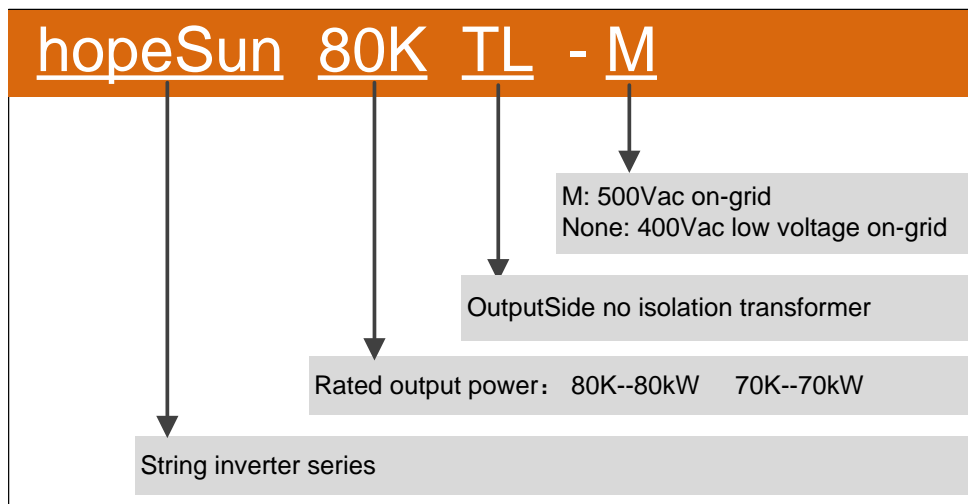 hopeSun 80K TL - M
M: 500Vac on-grid
None: 400Vac low voltage on-grid
OutputSide no isolation transformer
Rated output power： 80K--80kW 70K--70kW
String inverter series